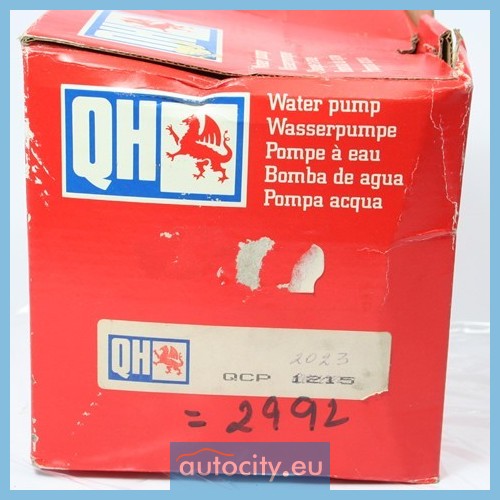 QH
Water pump
Wasserpumpe
Pompe à eau
Bomba de agua
Pompa acqua
QH
2023
QCP 1215
= 2992
autocity.eu